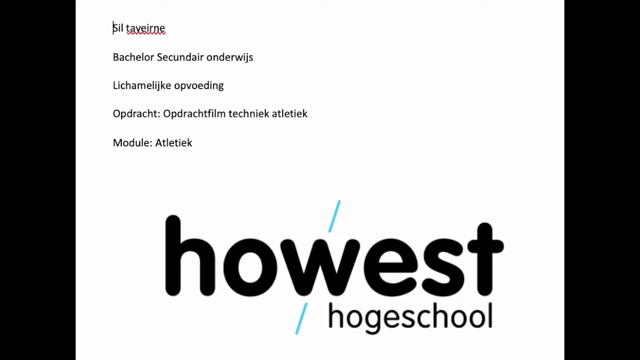 Sil taveirne
Bachelor Secundair onderwijs
Lichamelijke opvoeding
Opdracht: Opdrachtfilm techniek atletiek
Module: Atletiek
howest
hogeschool